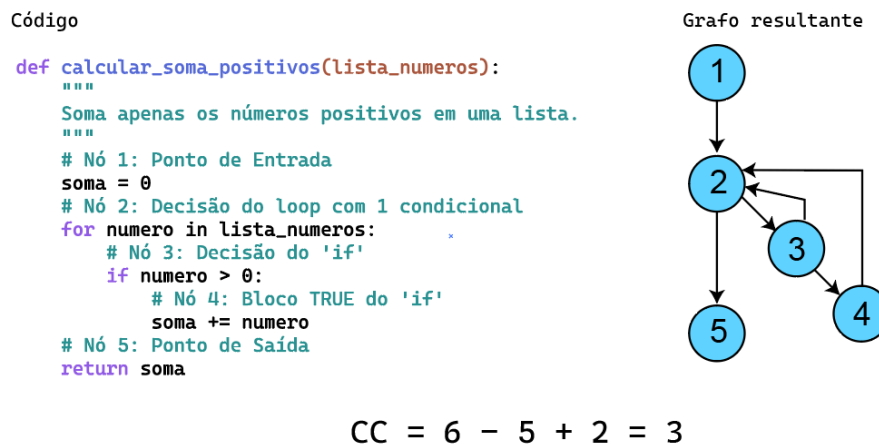 Código
def calcular_soma_positivos(lista_numeros):
"""
Soma apenas os números positivos em uma lista.
"""
# Nó 1: Ponto de Entrada
soma = 0
# Nó 2: Decisão do loop com 1 condicional
for numero in lista_numeros:
# Nó 3: Decisão do 'if'
if numero > 0:
# Nó 4: Bloco TRUE do 'if'
soma += numero
# Nó 5: Ponto de Saída
return soma
Grafo resultante
1
2
3
4
5
CC = 6 - 5 + 2 = 3